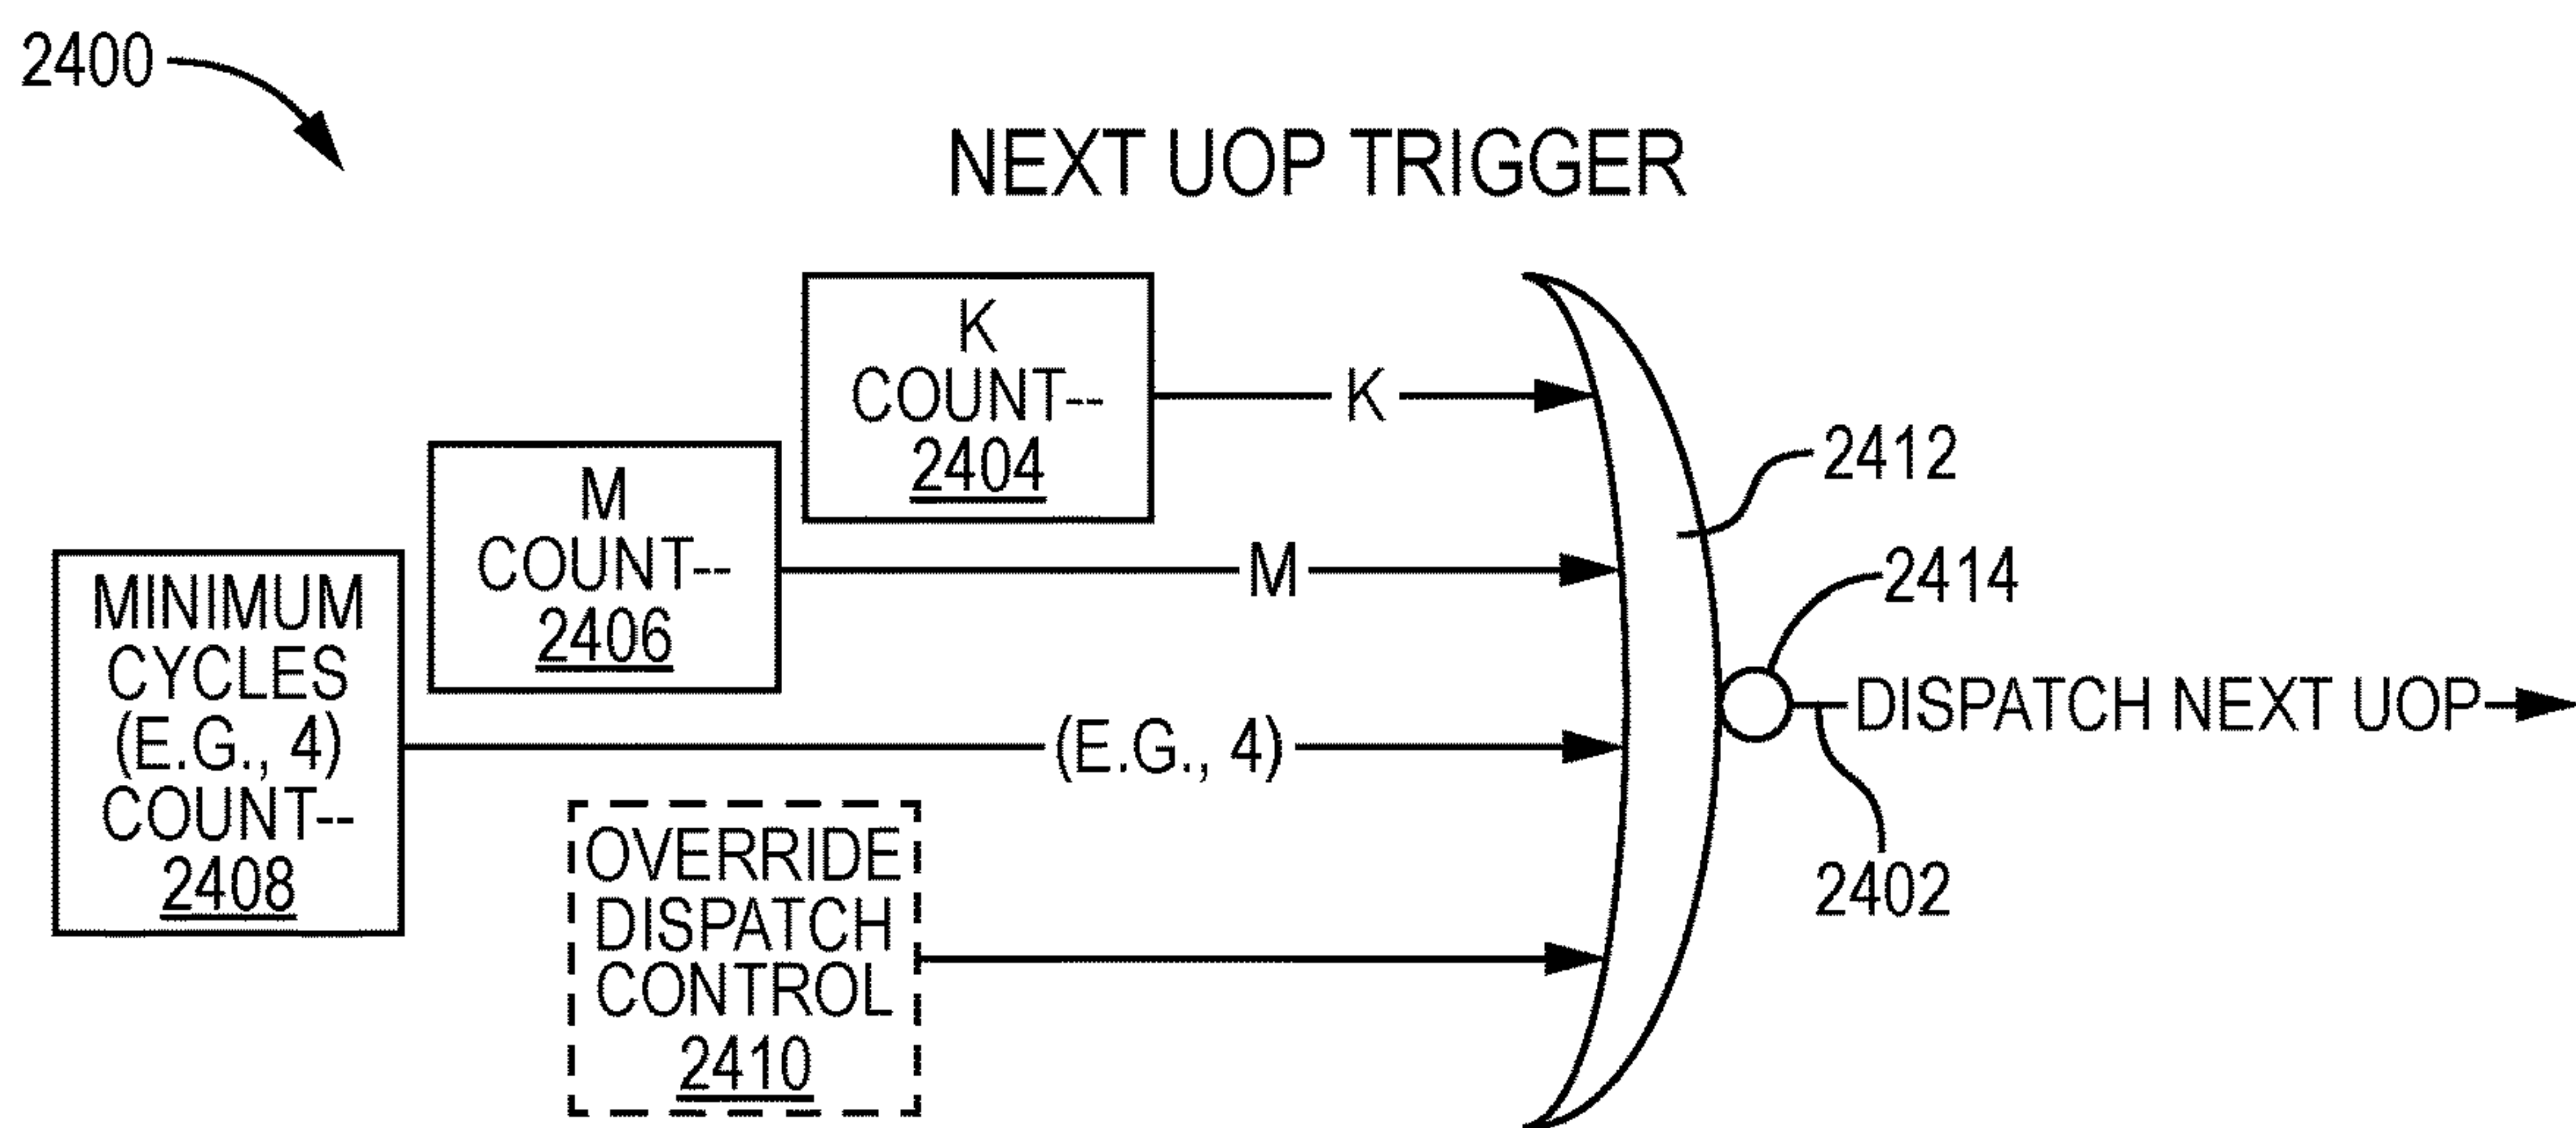 2400
NEXT UOP TRIGGER
K
COUNT--
2404
K
M
COUNT--
2406
M
MINIMUM
CYCLES
(E.G., 4)
COUNT--
2408
(E.G., 4)
OVERRIDE
DISPATCH
CONTROL
2410
2412
2414
DISPATCH NEXT UOP
2402